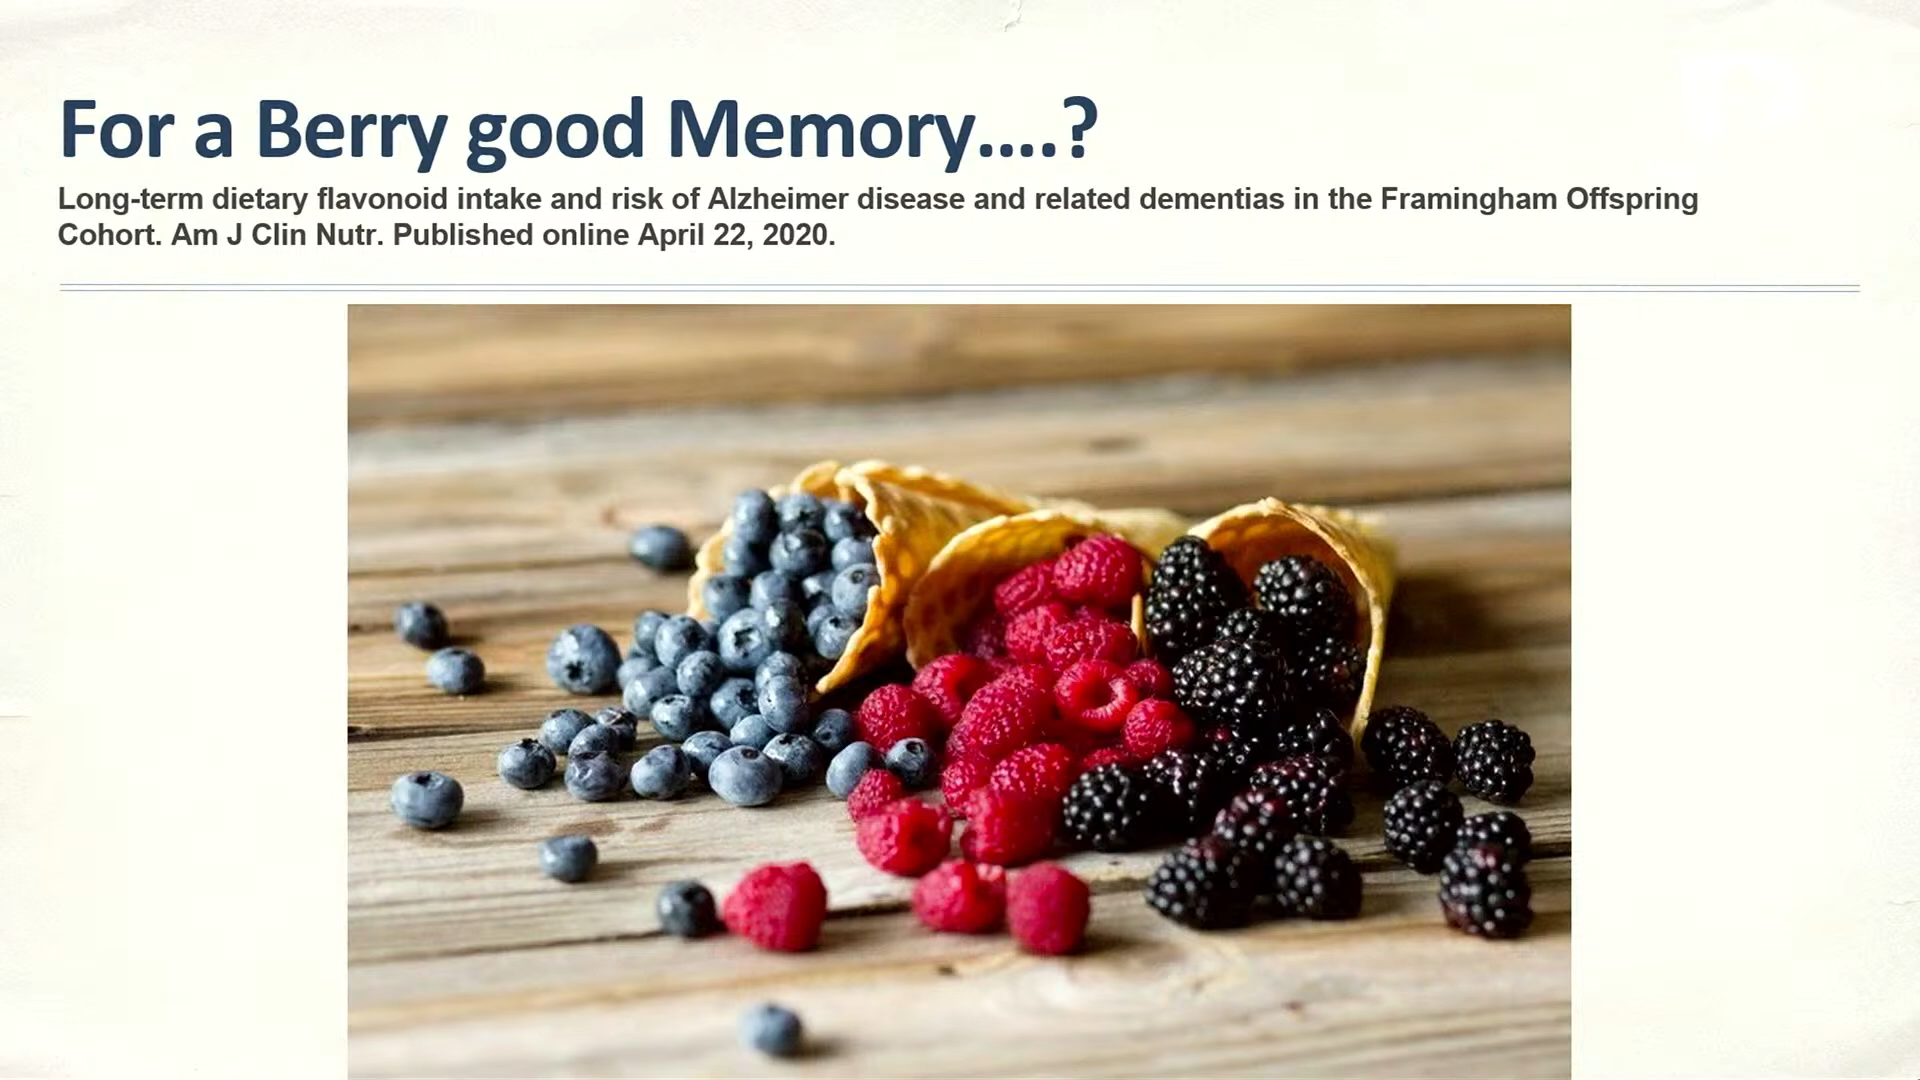 For a Berry good Memory....?
Long-term dietary flavonoid intake and risk of Alzheimer disease and related dementias in the Framingham Offspring
Cohort. Am J Clin Nutr. Published online April 22, 2020.